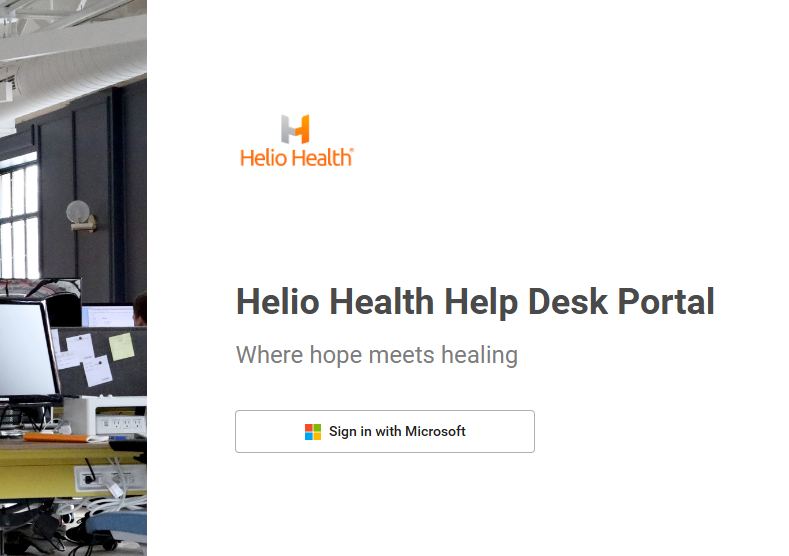 Helio Health®
Helio Health Help Desk Portal
Where hope meets healing
Sign in with Microsoft